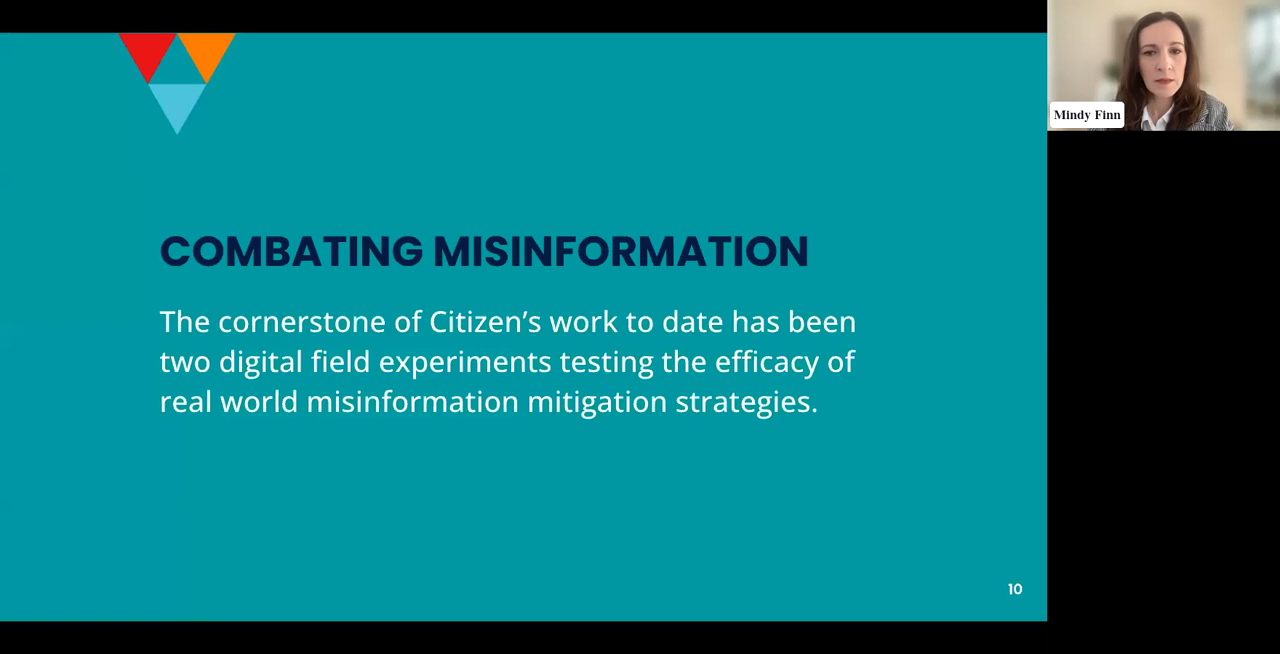 Mindy Finn
COMBATING MISINFORMATION
The cornerstone of Citizen’s work to date has been
two digital field experiments testing the efficacy of
real world misinformation mitigation strategies.
10